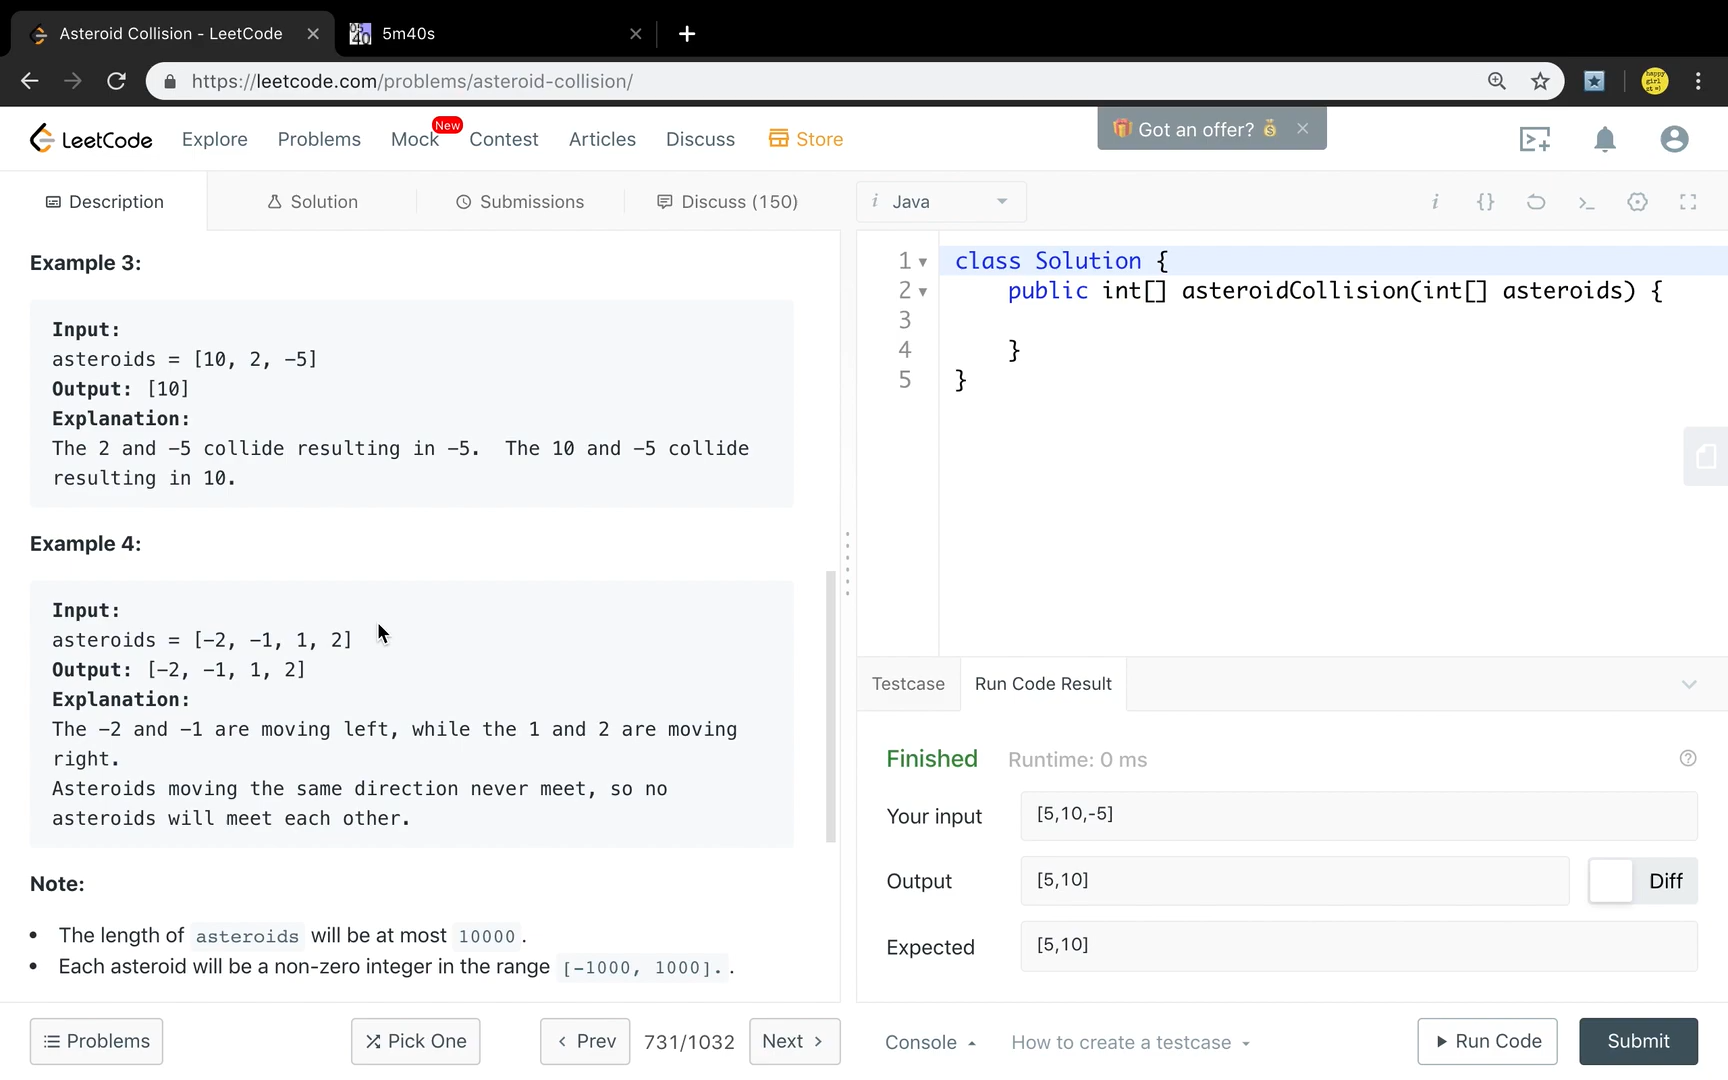 Asteroid Collision - LeetCode
5m40s
https://leetcode.com/problems/asteroid-collision/
LeetCode
Explore
Problems
Mock
New
Contest
Articles
Discuss
Store
Got an offer?
Description
Solution
Submissions
Discuss (150)
i Java
Example 3:
Input:
asteroids = [10, 2, -5]
Output: [10]
Explanation:
The 2 and -5 collide resulting in -5.  The 10 and -5 collide
resulting in 10.
Example 4:
Input:
asteroids = [-2, -1, 1, 2]
Output: [-2, -1, 1, 2]
Explanation:
The -2 and -1 are moving left, while the 1 and 2 are moving
right.
Asteroids moving the same direction never meet, so no
asteroids will meet each other.
Note:
• The length of asteroids will be at most 10000.
• Each asteroid will be a non-zero integer in the range [-1000, 1000]..
1 class Solution {
2     public int[] asteroidCollision(int[] asteroids) {
3
4     }
5 }
Testcase
Run Code Result
Finished
Runtime: 0 ms
Your input
[5,10,-5]
Output
[5,10]
Diff
Expected
[5,10]
Problems
Pick One
Prev
731/1032
Next
Console
How to create a testcase
Run Code
Submit